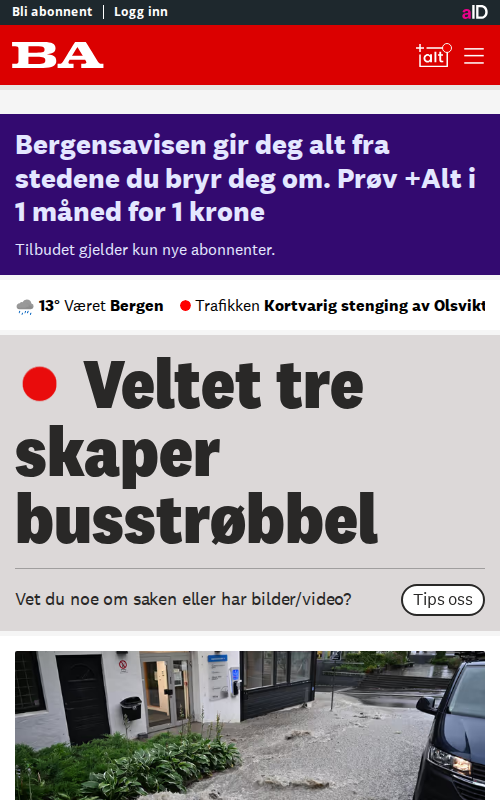 Bli abonnent | Logg inn
aID
BA
+alt
Bergensavisen gir deg alt fra
stedene du bryr deg om. Prøv +Alt i
1 måned for 1 krone
Tilbudet gjelder kun nye abonnenter.
13° Været Bergen
Trafikken Kortvarig stenging av Olsvikt
Veltet tre
skaper
busstrøbbel
Vet du noe om saken eller har bilder/video?
Tips oss